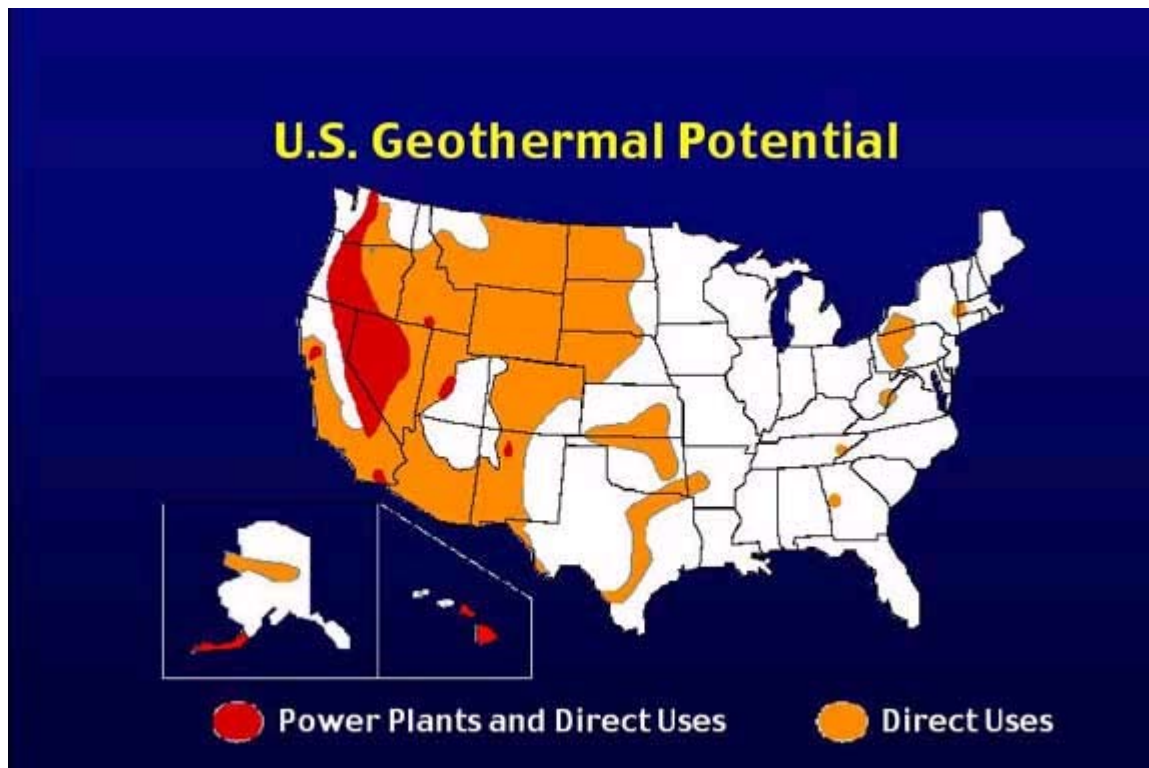 U.S. Geothermal Potential
Power Plants and Direct Uses
Direct Uses